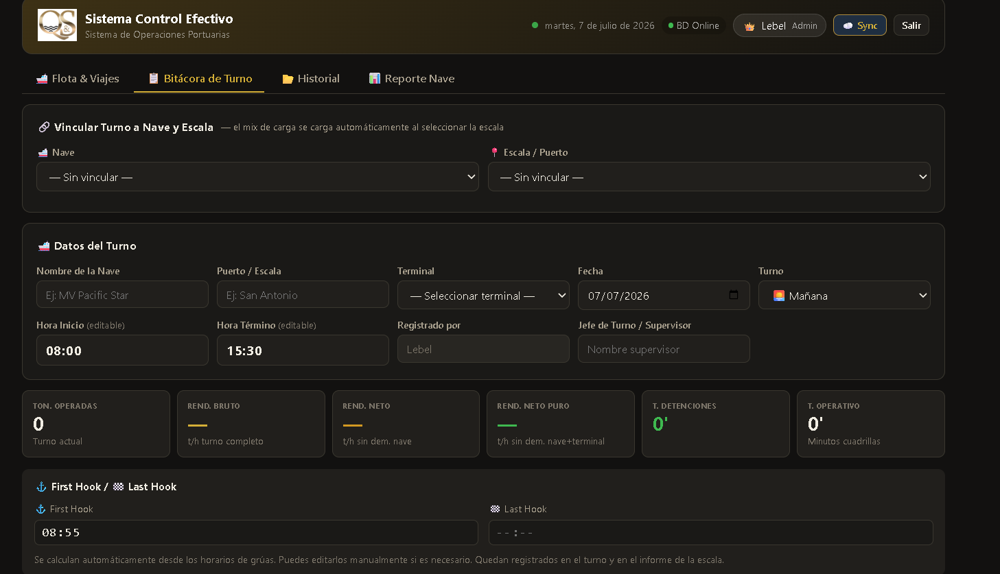 Q&S
Sistema Control Efectivo
Sistema de Operaciones Portuarias
martes, 7 de julio de 2026
BD Online
Lebel Admin
Sync
Salir
Flota & Viajes
Bitácora de Turno
Historial
Reporte Nave
Vincular Turno a Nave y Escala — el mix de carga se carga automáticamente al seleccionar la escala
Nave
Escala / Puerto
— Sin vincular —
— Sin vincular —
Datos del Turno
Nombre de la Nave
Puerto / Escala
Terminal
Fecha
Turno
Ej: MV Pacific Star
Ej: San Antonio
— Seleccionar terminal —
07/07/2026
Mañana
Hora Inicio (editable)
Hora Término (editable)
Registrado por
Jefe de Turno / Supervisor
08:00
15:30
Lebel
Nombre supervisor
TON. OPERADAS
0
Turno actual
REND. BRUTO
—
t/h turno completo
REND. NETO
—
t/h sin dem. nave
REND. NETO PURO
—
t/h sin dem. nave+terminal
T. DETENCIONES
0'
T. OPERATIVO
0'
Minutos cuadrillas
First Hook / Last Hook
First Hook
Last Hook
08:55
--:--
Se calculan automáticamente desde los horarios de grúas. Puedes editarlos manualmente si es necesario. Quedan registrados en el turno y en el informe de la escala.